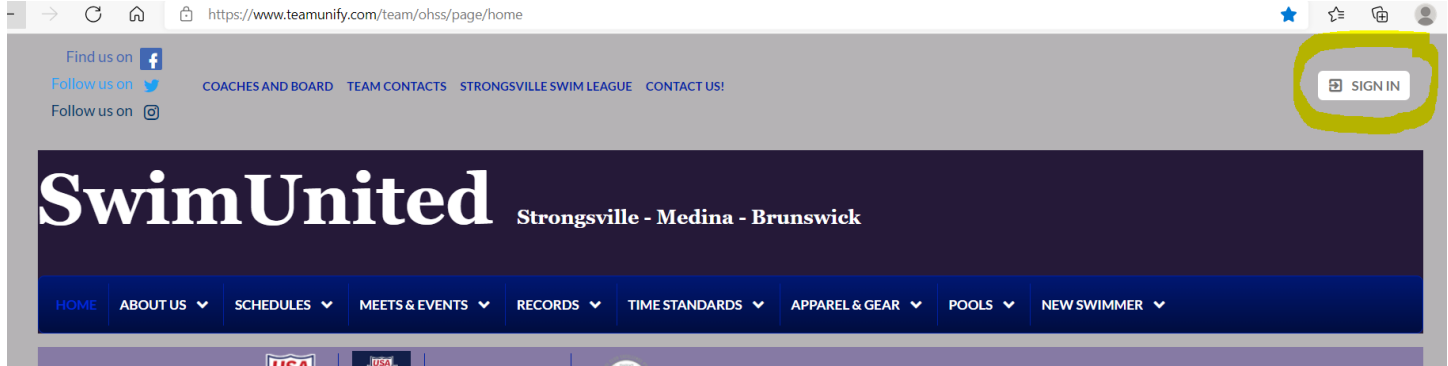 https://www.teamunify.com/team/ohss/page/home
Find us on
Follow us on
Follow us on
COACHES AND BOARD TEAM CONTACTS STRONGSVILLE SWIM LEAGUE CONTACT US!
SIGN IN
SwimUnited Strongsville - Medina - Brunswick
HOME ABOUT US SCHEDULES MEETS & EVENTS RECORDS TIME STANDARDS APPAREL & GEAR POOLS NEW SWIMMER
USA USA